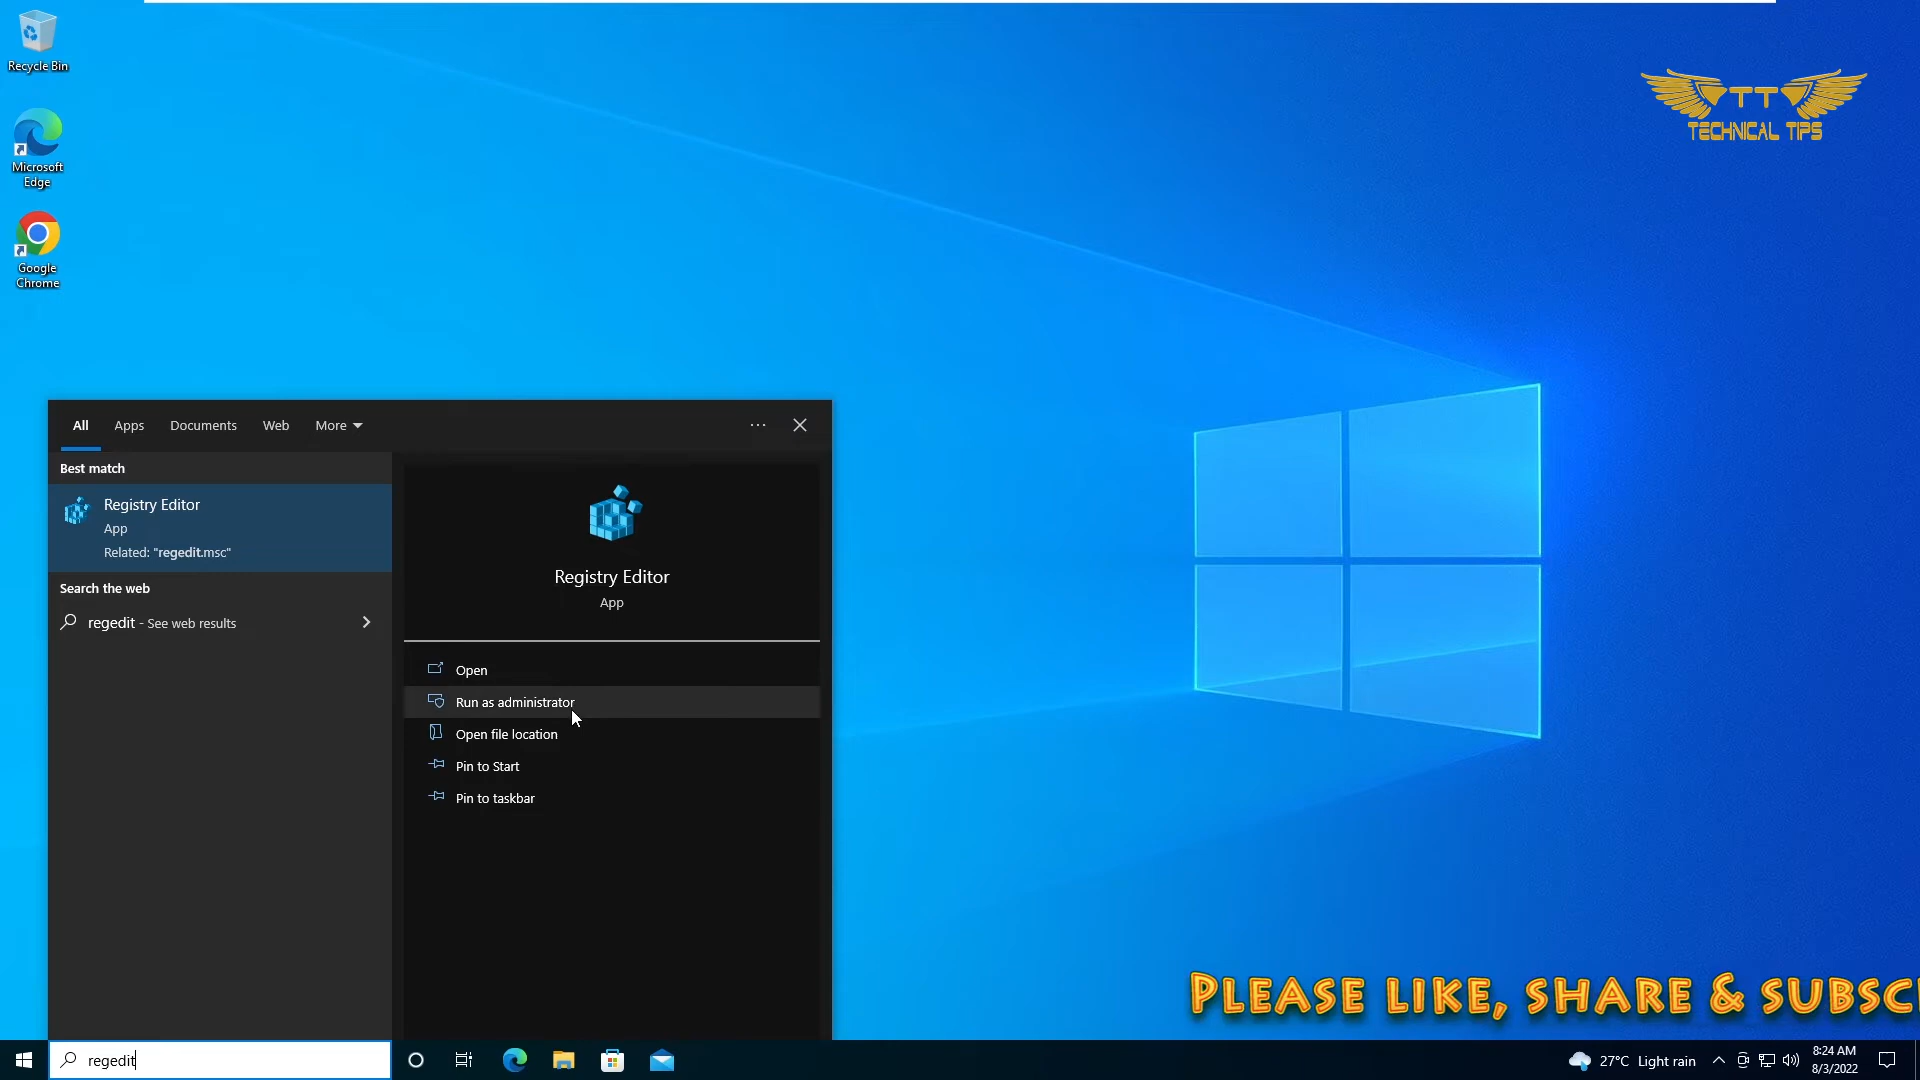 Recycle Bin
Microsoft
Edge
Google
Chrome
TT
TECHNICAL TIPS
All
Apps
Documents
Web
More
Best match
Registry Editor
App
Related: "regedit.msc"
Search the web
regedit - See web results
Registry Editor
App
Open
Run as administrator
Open file location
Pin to Start
Pin to taskbar
PLEASE LIKE, SHARE & SUBSC
regedit
27°C Light rain
8:24 AM
8/3/2022